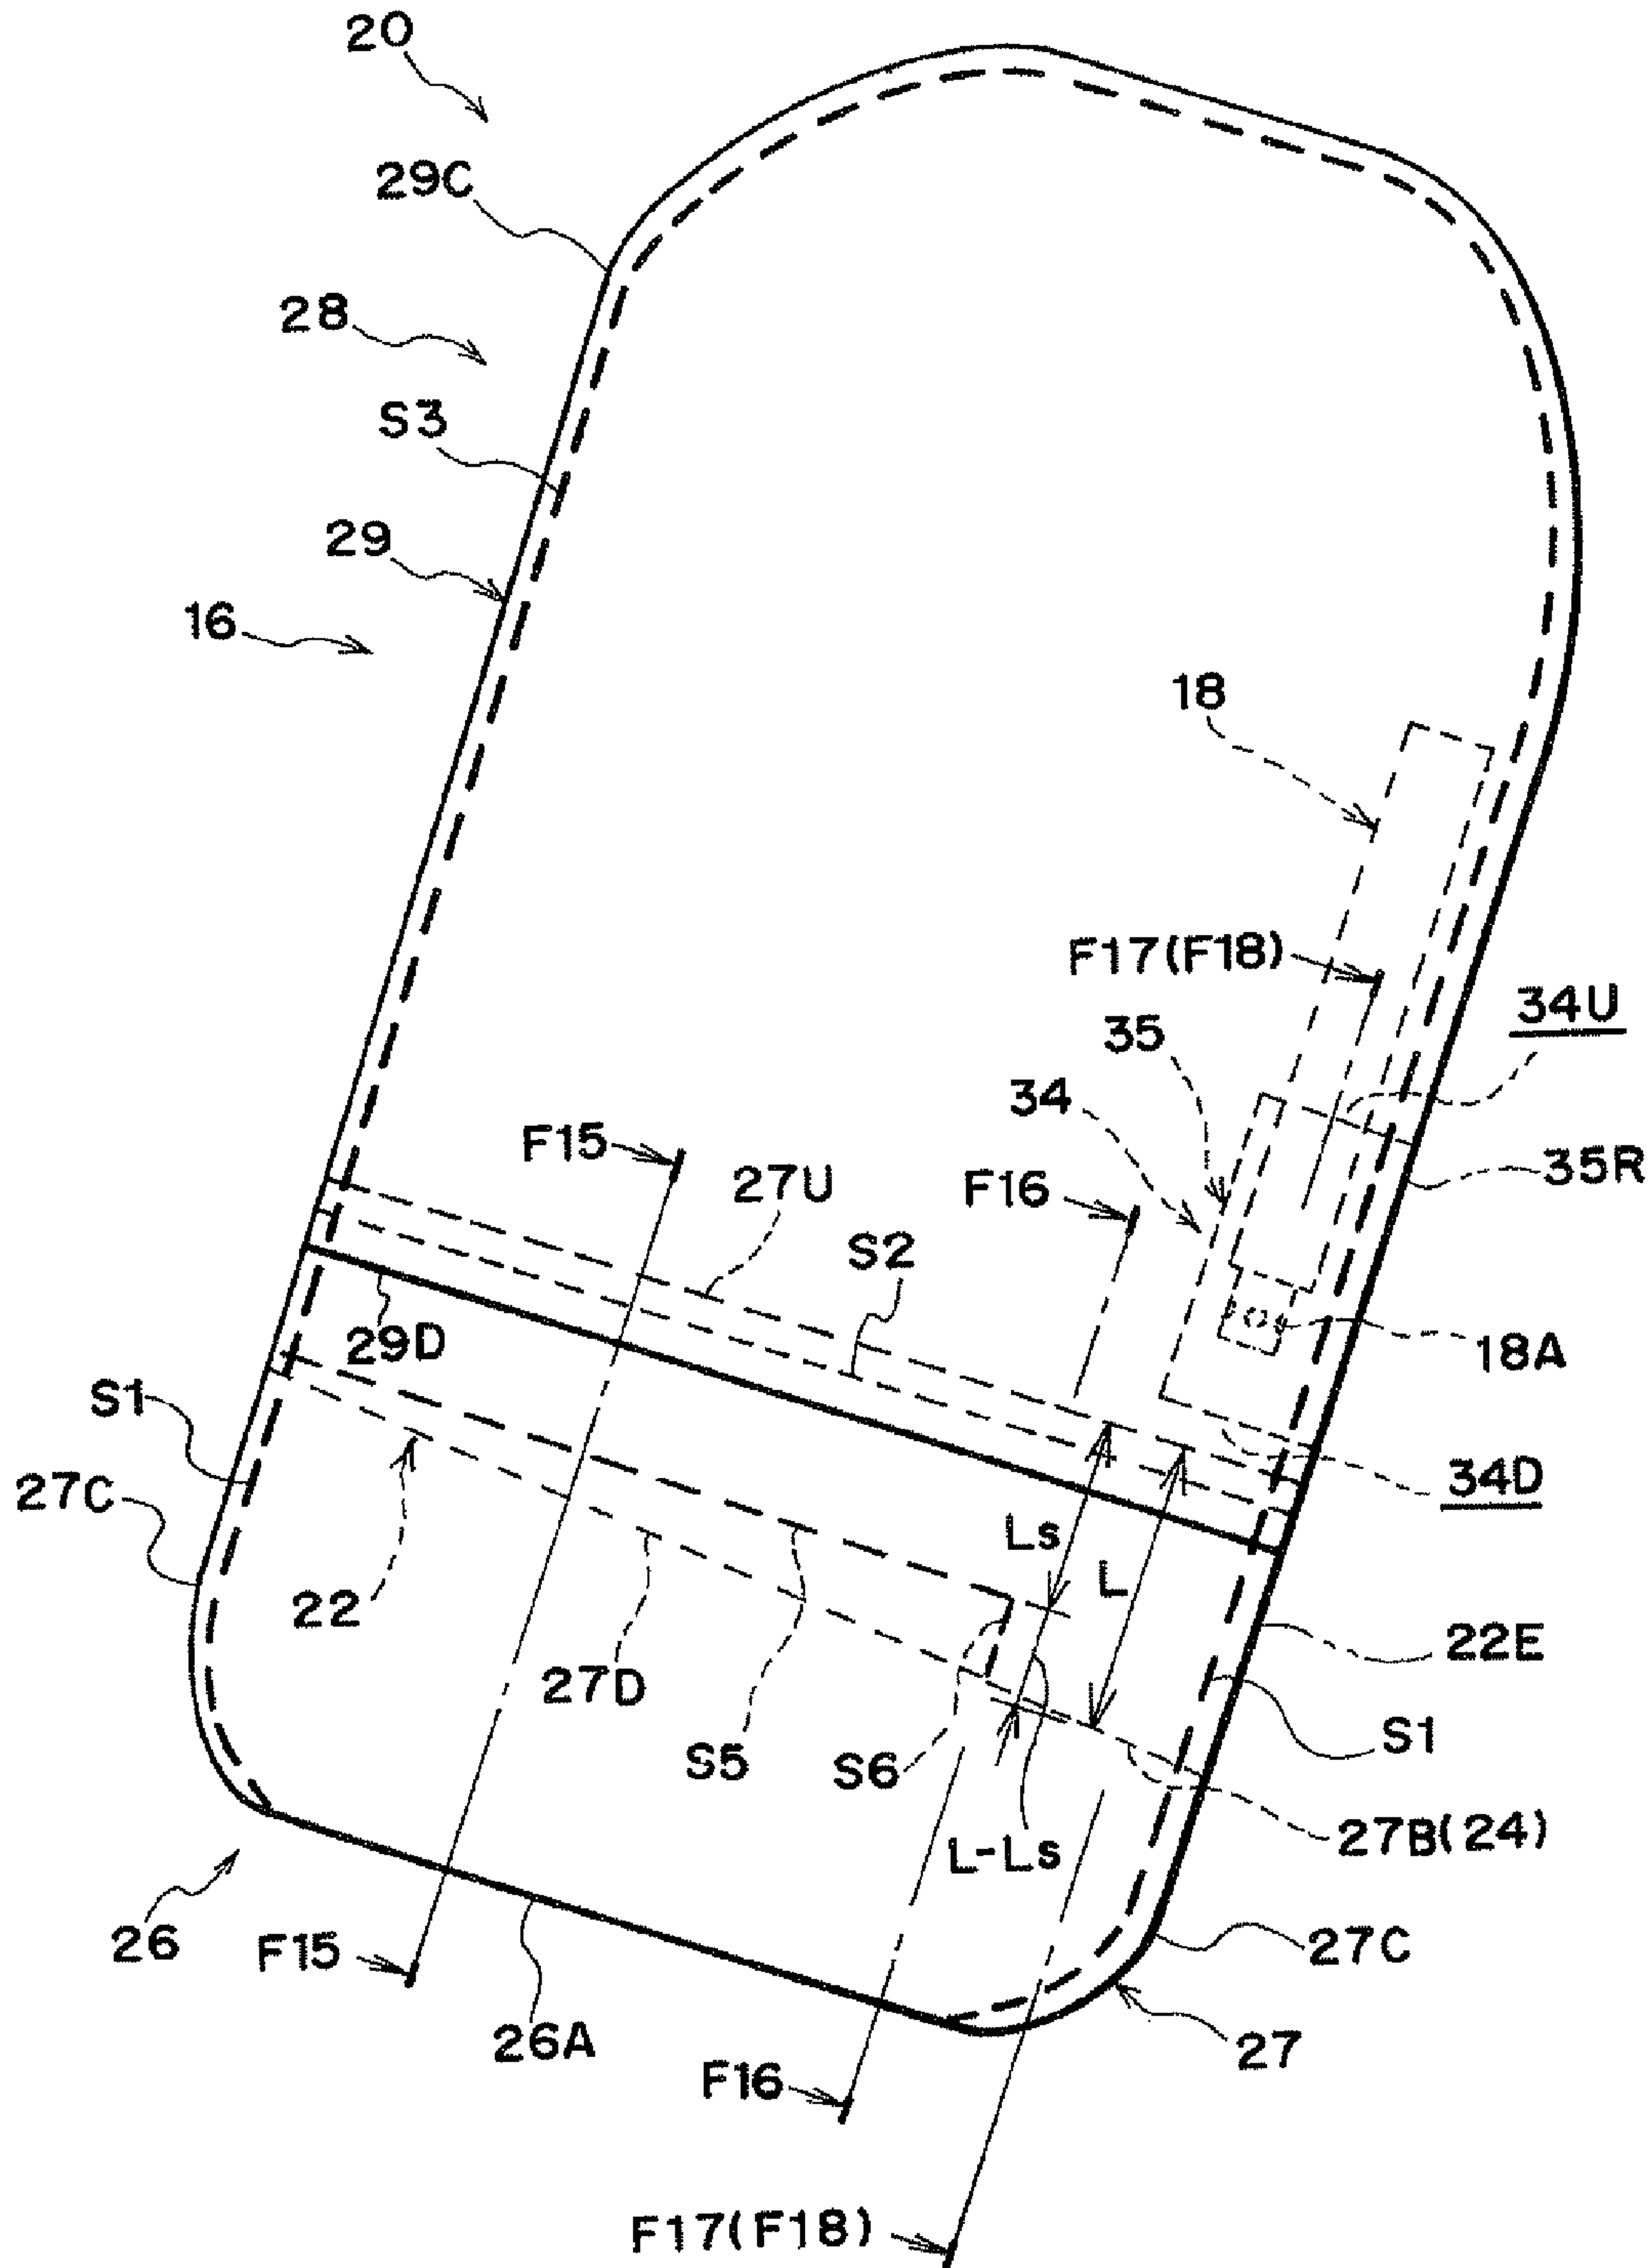 20
29C
28
S3
29
16
18
F17(F18)
34U
35
34
F15
27U
F16
35R
S2
29D
18A
S1
34D
27C
Ls
L
22
22E
27D
S5
S6
S1
L-Ls
27B(24)
26
F15
27C
26A
27
F16
F17(F18)